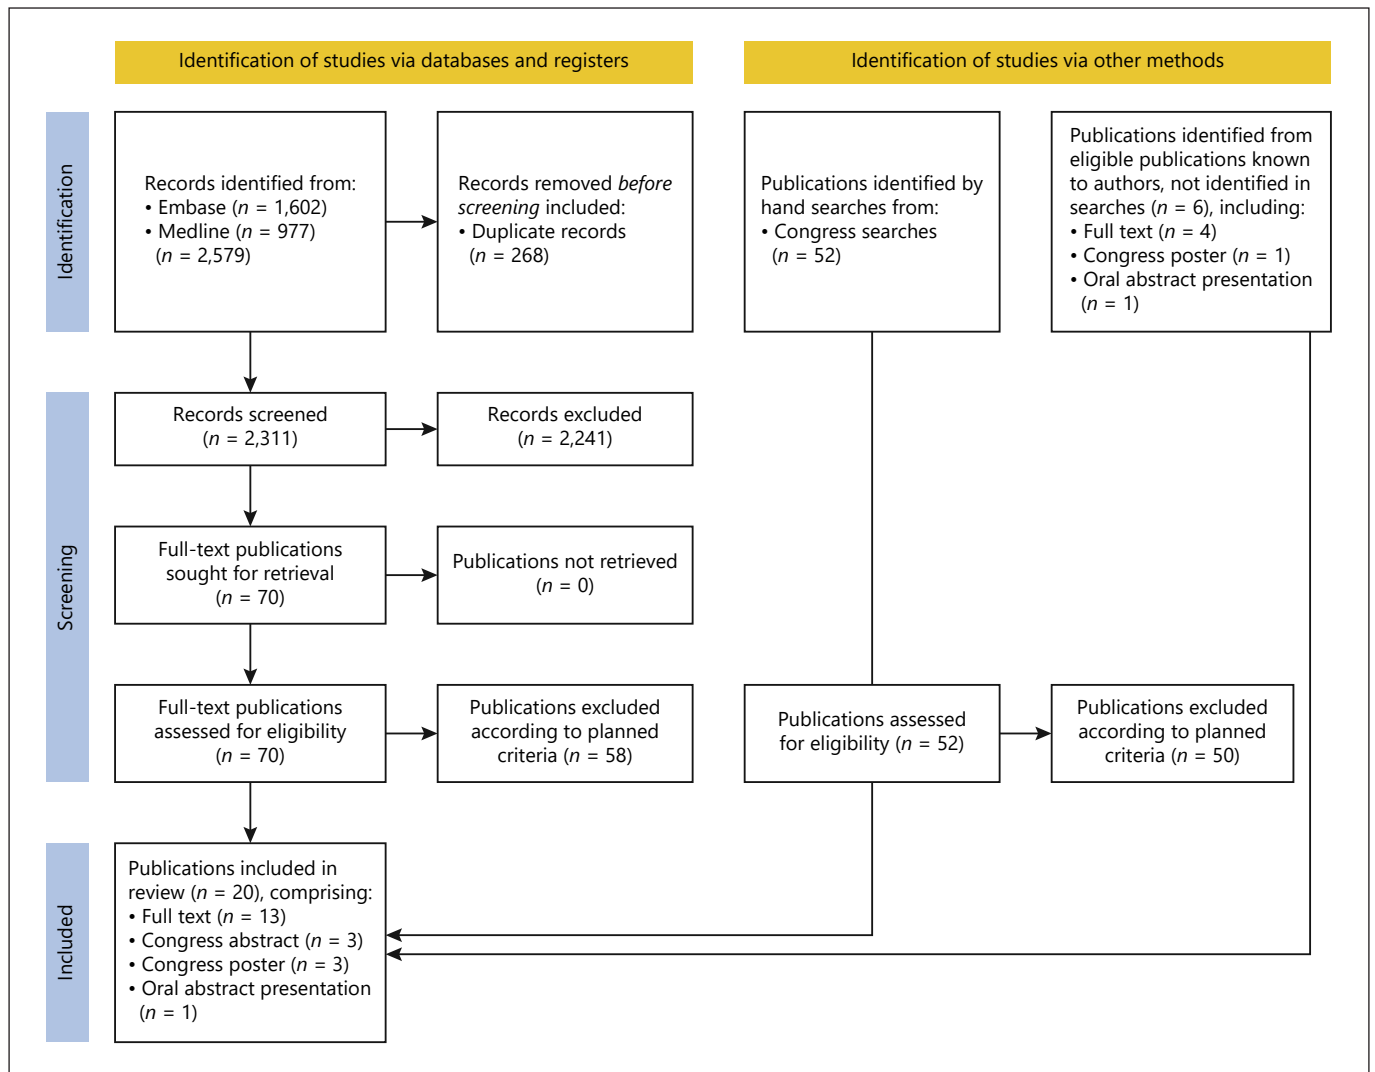 Identification of studies via databases and registers
Identification of studies via other methods
Identification
Records identified from:
• Embase (n = 1,602)
• Medline (n = 977)
(n = 2,579)
Records removed before
screening included:
• Duplicate records
(n = 268)
Publications identified by
hand searches from:
• Congress searches
(n = 52)
Publications identified from
eligible publications known
to authors, not identified in
searches (n = 6), including:
• Full text (n = 4)
• Congress poster (n = 1)
• Oral abstract presentation
(n = 1)
Screening
Records screened
(n = 2,311)
Records excluded
(n = 2,241)
Full-text publications
sought for retrieval
(n = 70)
Publications not retrieved
(n = 0)
Full-text publications
assessed for eligibility
(n = 70)
Publications excluded
according to planned
criteria (n = 58)
Publications assessed
for eligibility (n = 52)
Publications excluded
according to planned
criteria (n = 50)
Included
Publications included in
review (n = 20), comprising:
• Full text (n = 13)
• Congress abstract (n = 3)
• Congress poster (n = 3)
• Oral abstract presentation
(n = 1)